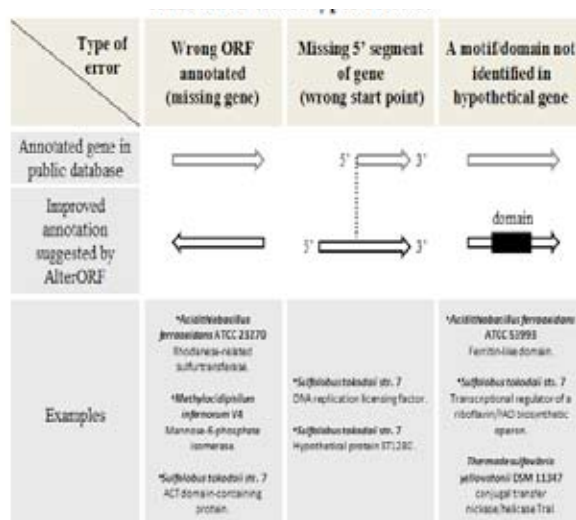 Type of
error
Wrong ORF
annotated
(missing gene)
Missing 5' segment
of gene
(wrong start point)
A motif/domain not
identified in
hypothetical gene
Annotated gene in
public database
5' 3'
Improved
annotation
suggested by
AlterORF
5' 3'
domain
Examples
*Acidithiobacillus
ferrooxidans ATCC 23270
Rhodanese-related
sulfurtransferase.
*Methylocidiphilum
infernorum V4
Mannose-6-phosphate
isomerase.
*Sulfolobus tokodaii str. 7
ACT domain-containing
protein.
*Sulfolobus tokodaii str. 7
DNA replication licensing factor.
*Sulfolobus tokodaii str. 7
Hypothetical protein
*Acidithiobacillus ferrooxidans
ATCC 53993
Ferritin-like domain.
*Sulfolobus tokodaii str. 7
Transcriptional regulator of a
riboflavin/FAD biosynthetic
operon.
Thermodesulfovibrio
yellowstonii DSM 11347
conjugal transfer
nickase/helicase TraI.